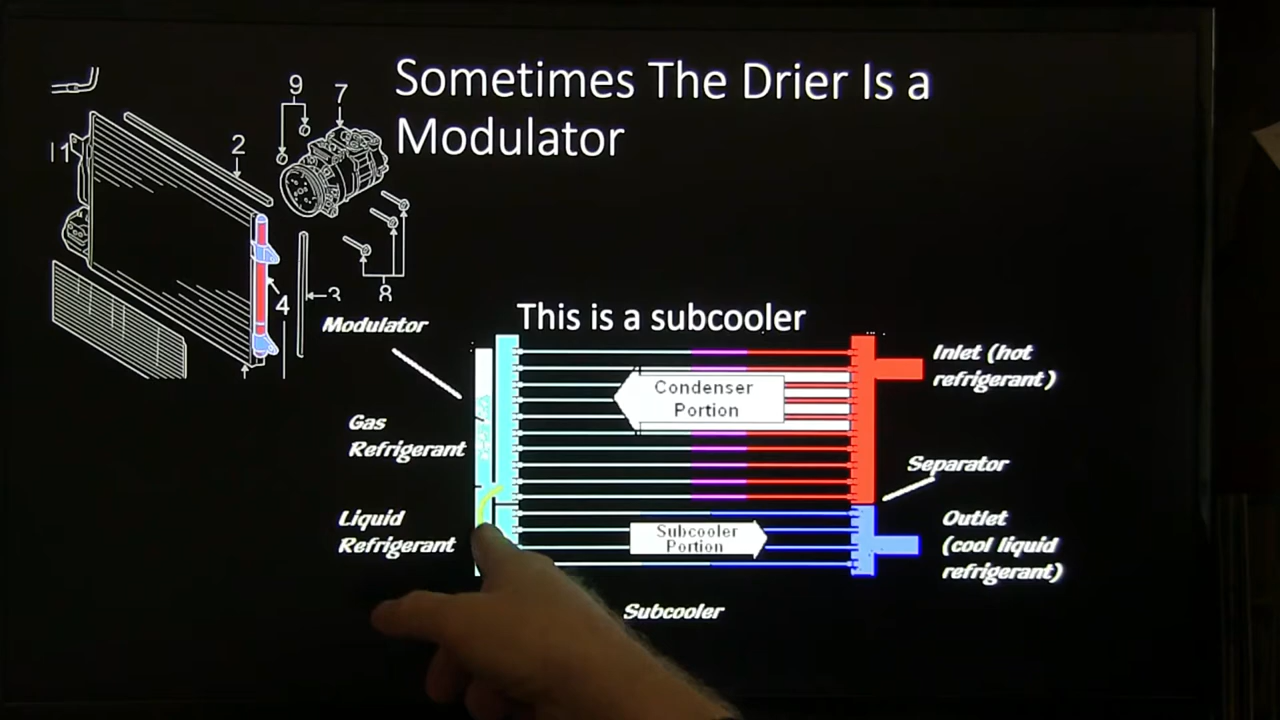 Sometimes The Drier Is a
Modulator
9
7
2
1
4
3
8
This is a subcooler
Modulator
Inlet (hot
refrigerant)
Condenser
Portion
Gas
Refrigerant
Separator
Liquid
Refrigerant
Subcooler
Portion
Outlet
(cool liquid
refrigerant)
Subcooler